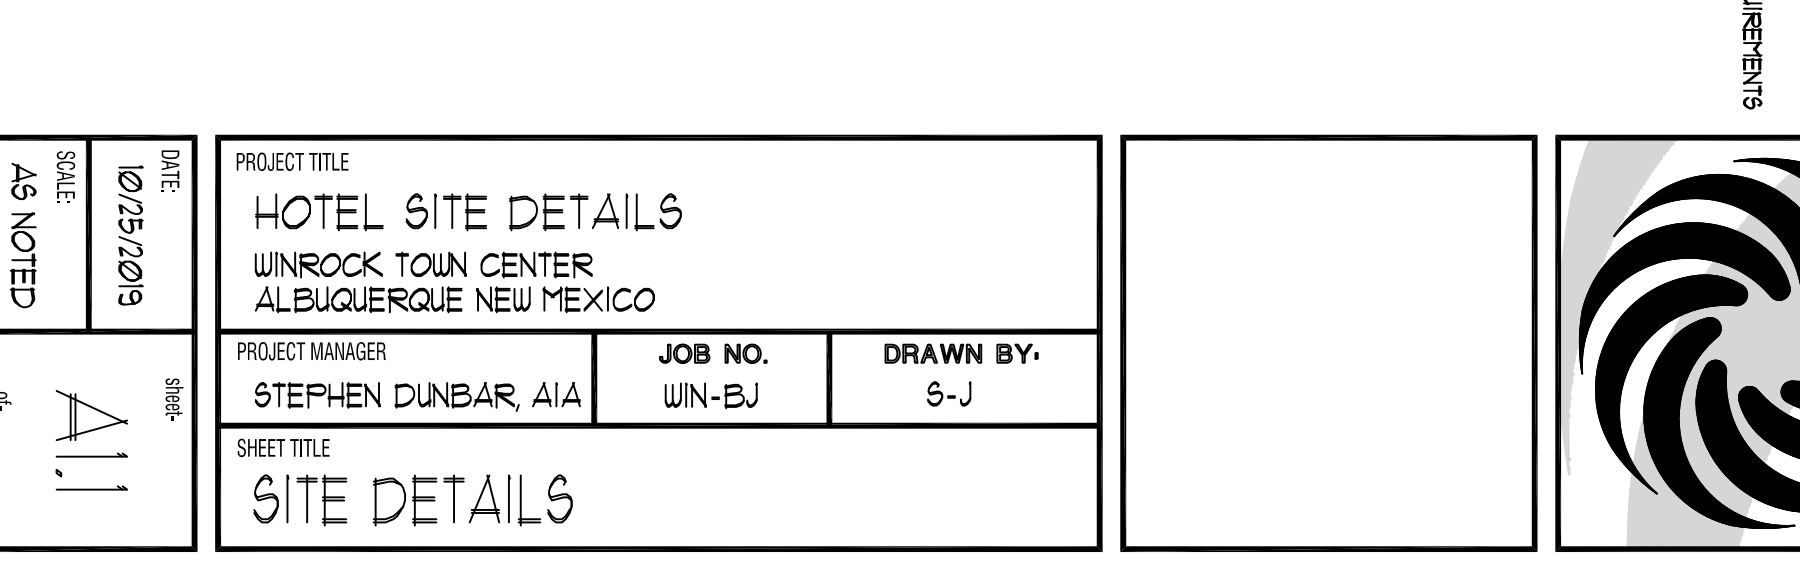 PROJECT TITLE
HOTEL SITE DETAILS
WINROCK TOWN CENTER
ALBUQUERQUE NEW MEXICO
PROJECT MANAGER
STEPHEN DUNBAR, AIA
JOB NO.
WIN-BJ
DRAWN BY:
S-J
SHEET TITLE
SITE DETAILS
DATE:
10/25/2019
SCALE:
AS NOTED
sheet-
A1.1
of-